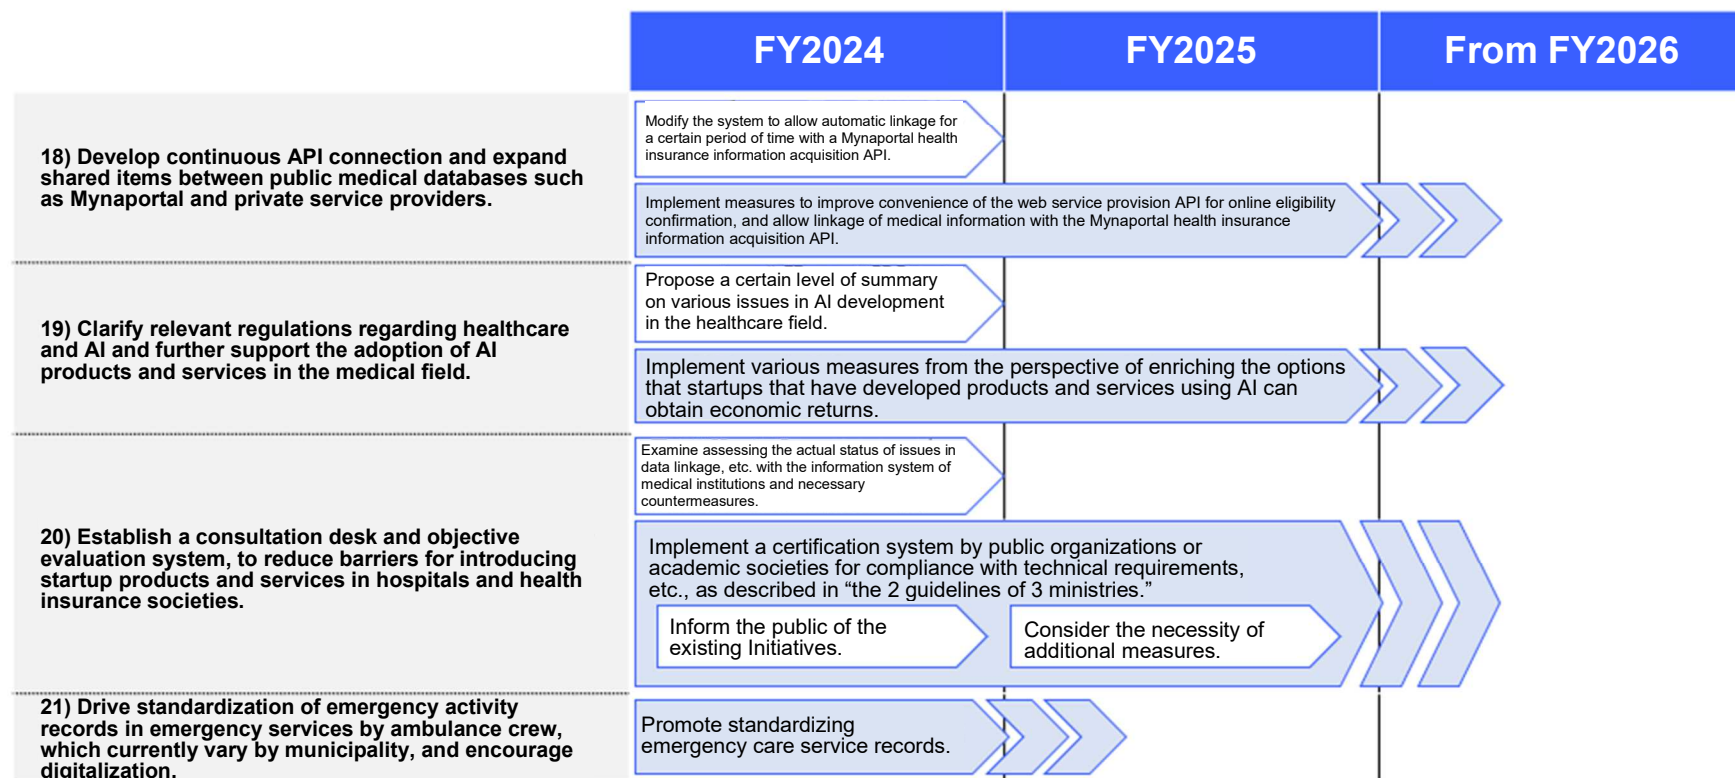 FY2024
FY2025
From FY2026
18) Develop continuous API connection and expand
shared items between public medical databases such
as Mynaportal and private service providers.
Modify the system to allow automatic linkage for
a certain period of time with a Mynaportal health
insurance information acquisition API.
Implement measures to improve convenience of the web service provision API for online eligibility
confirmation, and allow linkage of medical information with the Mynaportal health insurance
information acquisition API.
19) Clarify relevant regulations regarding healthcare
and AI and further support the adoption of AI
products and services in the medical field.
Propose a certain level of summary
on various issues in AI development
in the healthcare field.
Implement various measures from the perspective of enriching the options
that startups that have developed products and services using AI can
obtain economic returns.
20) Establish a consultation desk and objective
evaluation system, to reduce barriers for introducing
startup products and services in hospitals and health
insurance societies.
Examine assessing the actual status of issues in
data linkage, etc. with the information system of
medical institutions and necessary
countermeasures.
Implement a certification system by public organizations or
academic societies for compliance with technical requirements,
etc., as described in “the 2 guidelines of 3 ministries.”
Inform the public of the
existing Initiatives.
Consider the necessity of
additional measures.
21) Drive standardization of emergency activity
records in emergency services by ambulance crew,
which currently vary by municipality, and encourage
digitalization.
Promote standardizing
emergency care service records.